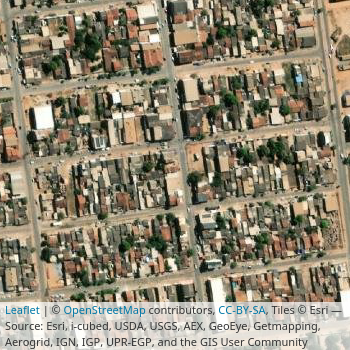 Leaflet | © OpenStreetMap contributors, CC-BY-SA, Tiles © Esri —
Source: Esri, i-cubed, USDA, USGS, AEX, GeoEye, Getmapping,
Aerogrid, IGN, IGP, UPR-EGP, and the GIS User Community